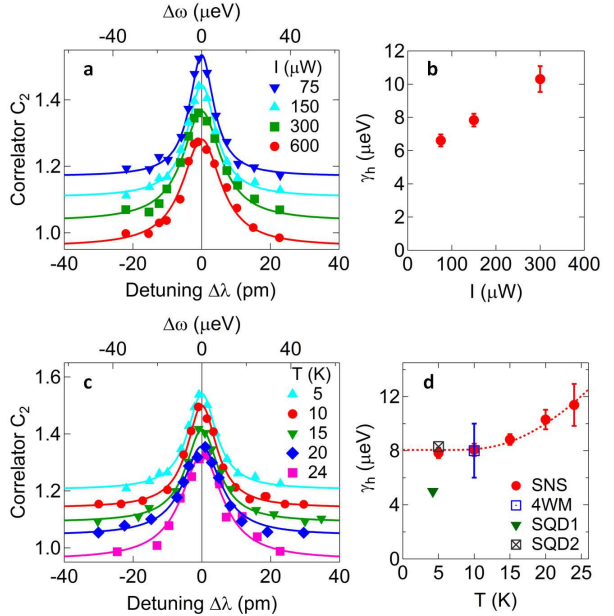 Δω (μeV)
-40 0 40
a
I (μW)
75
150
300
600
Correlator C2
1.4
1.2
1.0
-40 -20 0 20 40
Detuning Δλ (pm)
b
12
10
8
6
4
2
0
γh (μeV)
0 100 200 300 400
I (μW)
Δω (μeV)
-40 0 40
c
T (K)
5
10
15
20
24
Correlator C2
1.6
1.4
1.2
1.0
-40 -20 0 20 40
Detuning Δλ (pm)
d
12
8
4
0
γh (μeV)
SNS
4WM
SQD1
SQD2
0 5 10 15 20 25
T (K)